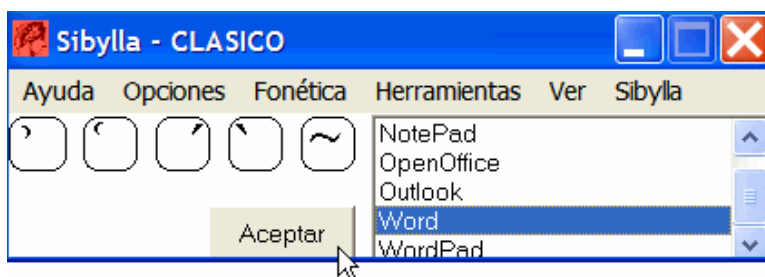 Sibylla - CLASICO
Ayuda Opciones Fonética Herramientas Ver Sibylla
NotePad
OpenOffice
Outlook
Word
WordPad
Aceptar